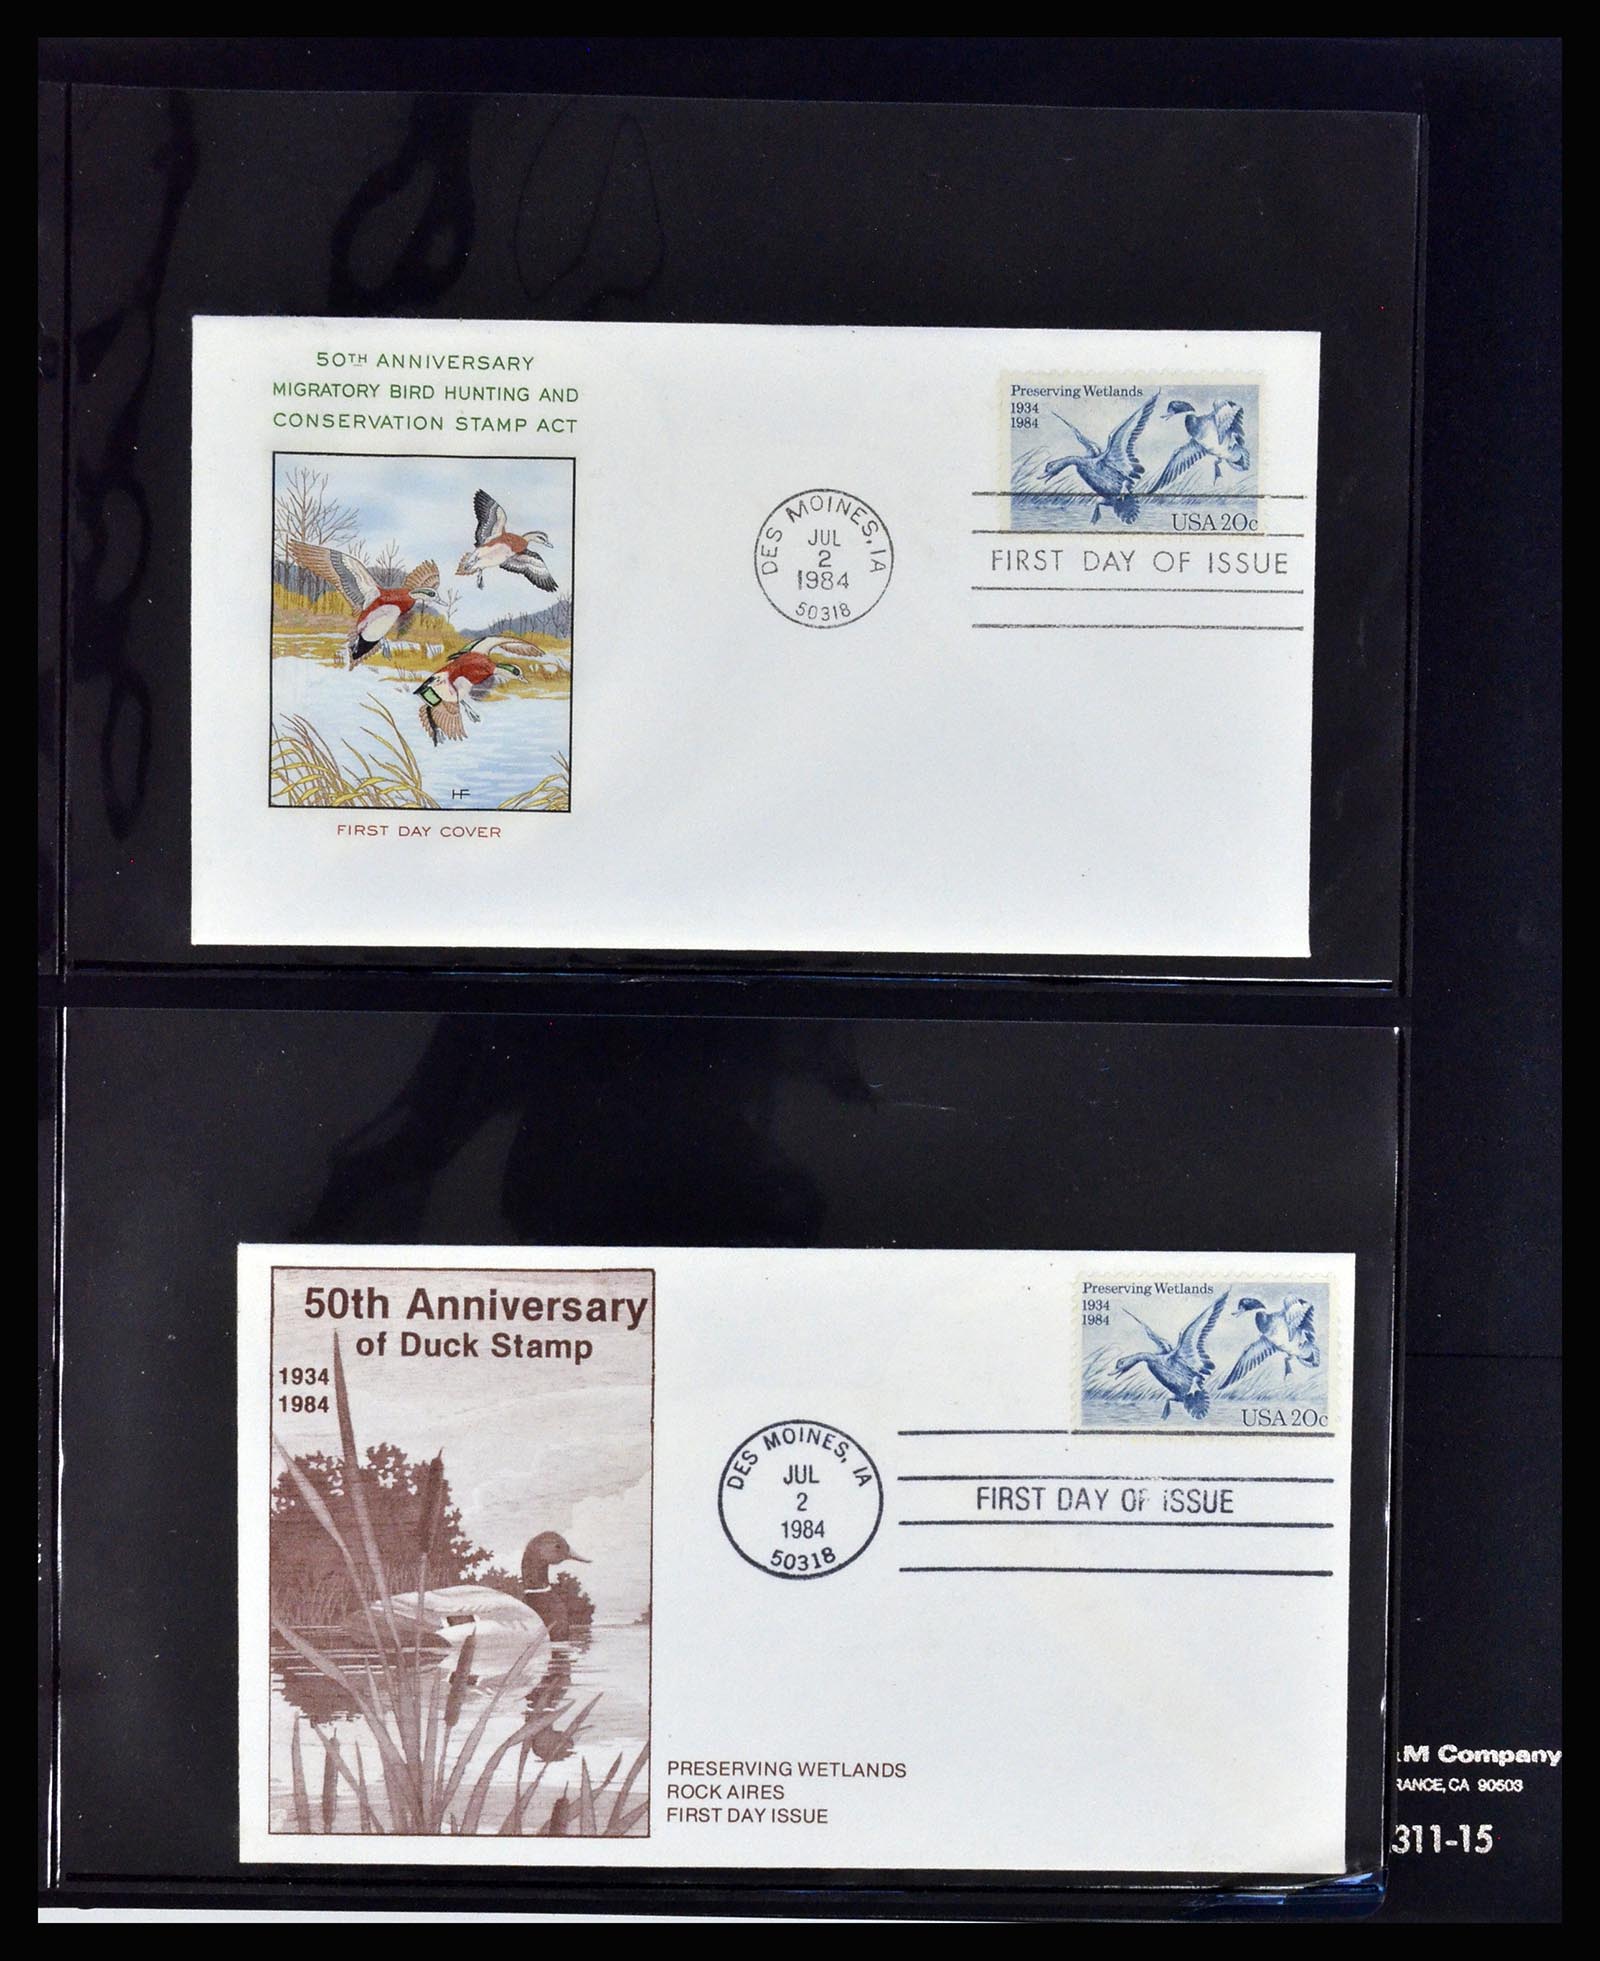 50TH ANNIVERSARY
MIGRATORY BIRD HUNTING AND
CONSERVATION STAMP ACT
HF
FIRST DAY COVER
Preserving Wetlands
1934
1984
USA 20c
DES MOINES, IA
JUL
2
1984
50318
FIRST DAY OF ISSUE
50th Anniversary
of Duck Stamp
1934
1984
Preserving Wetlands
1934
1984
USA 20c
DES MOINES, IA
JUL
2
1984
50318
FIRST DAY OF ISSUE
PRESERVING WETLANDS
ROCK AIRES
FIRST DAY ISSUE
M Company
RANCE, CA 90503
311-15